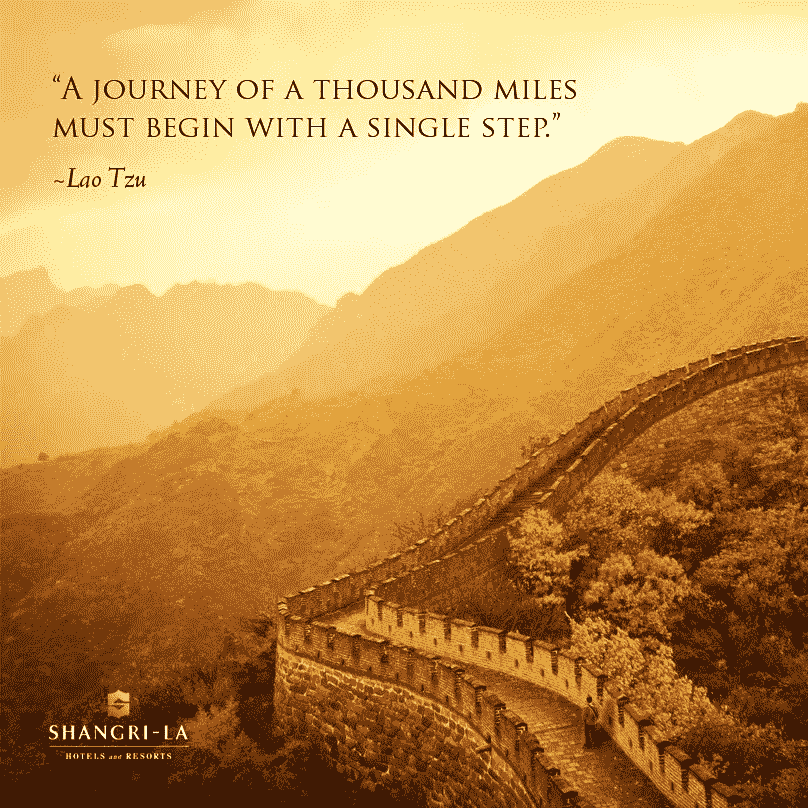 “A JOURNEY OF A THOUSAND MILES
MUST BEGIN WITH A SINGLE STEP.”
~Lao Tzu
SHANGRI-LA
HOTELS and RESORTS